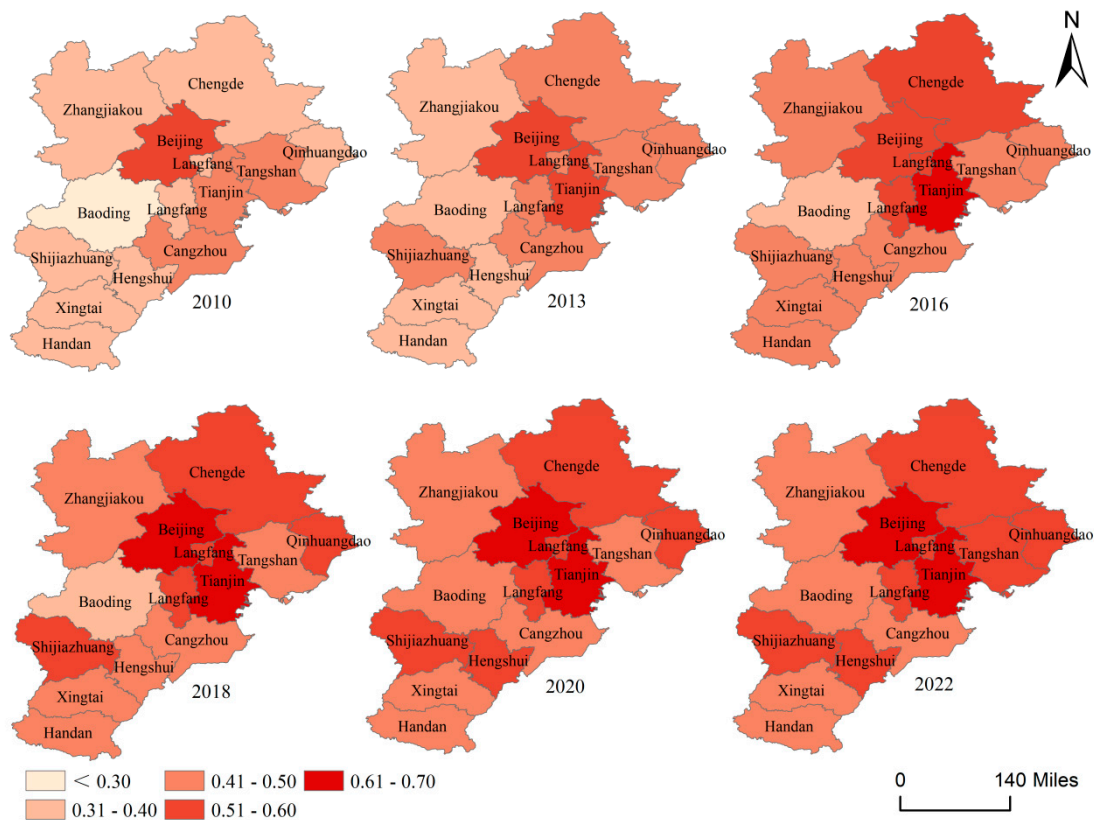 N
Chengde
Zhangjiakou
Beijing
Langfang
Qinhuangdao
Tangshan
Tianjin
Baoding
Langfang
Cangzhou
Shijiazhuang
Hengshui
Xingtai
Handan
2010
Chengde
Zhangjiakou
Beijing
Langfang
Qinhuangdao
Tangshan
Tianjin
Baoding
Langfang
Cangzhou
Shijiazhuang
Hengshui
Xingtai
Handan
2013
Chengde
Zhangjiakou
Beijing
Langfang
Qinhuangdao
Tangshan
Tianjin
Baoding
Langfang
Cangzhou
Shijiazhuang
Hengshui
Xingtai
Handan
2016
Chengde
Zhangjiakou
Beijing
Langfang
Qinhuangdao
Tangshan
Tianjin
Baoding
Langfang
Cangzhou
Shijiazhuang
Hengshui
Xingtai
Handan
2018
Chengde
Zhangjiakou
Beijing
Langfang
Qinhuangdao
Tangshan
Tianjin
Baoding
Langfang
Cangzhou
Shijiazhuang
Hengshui
Xingtai
Handan
2020
Chengde
Zhangjiakou
Beijing
Langfang
Qinhuangdao
Tangshan
Tianjin
Baoding
Langfang
Cangzhou
Shijiazhuang
Hengshui
Xingtai
Handan
2022
< 0.30
0.31 - 0.40
0.41 - 0.50
0.51 - 0.60
0.61 - 0.70
0 140 Miles